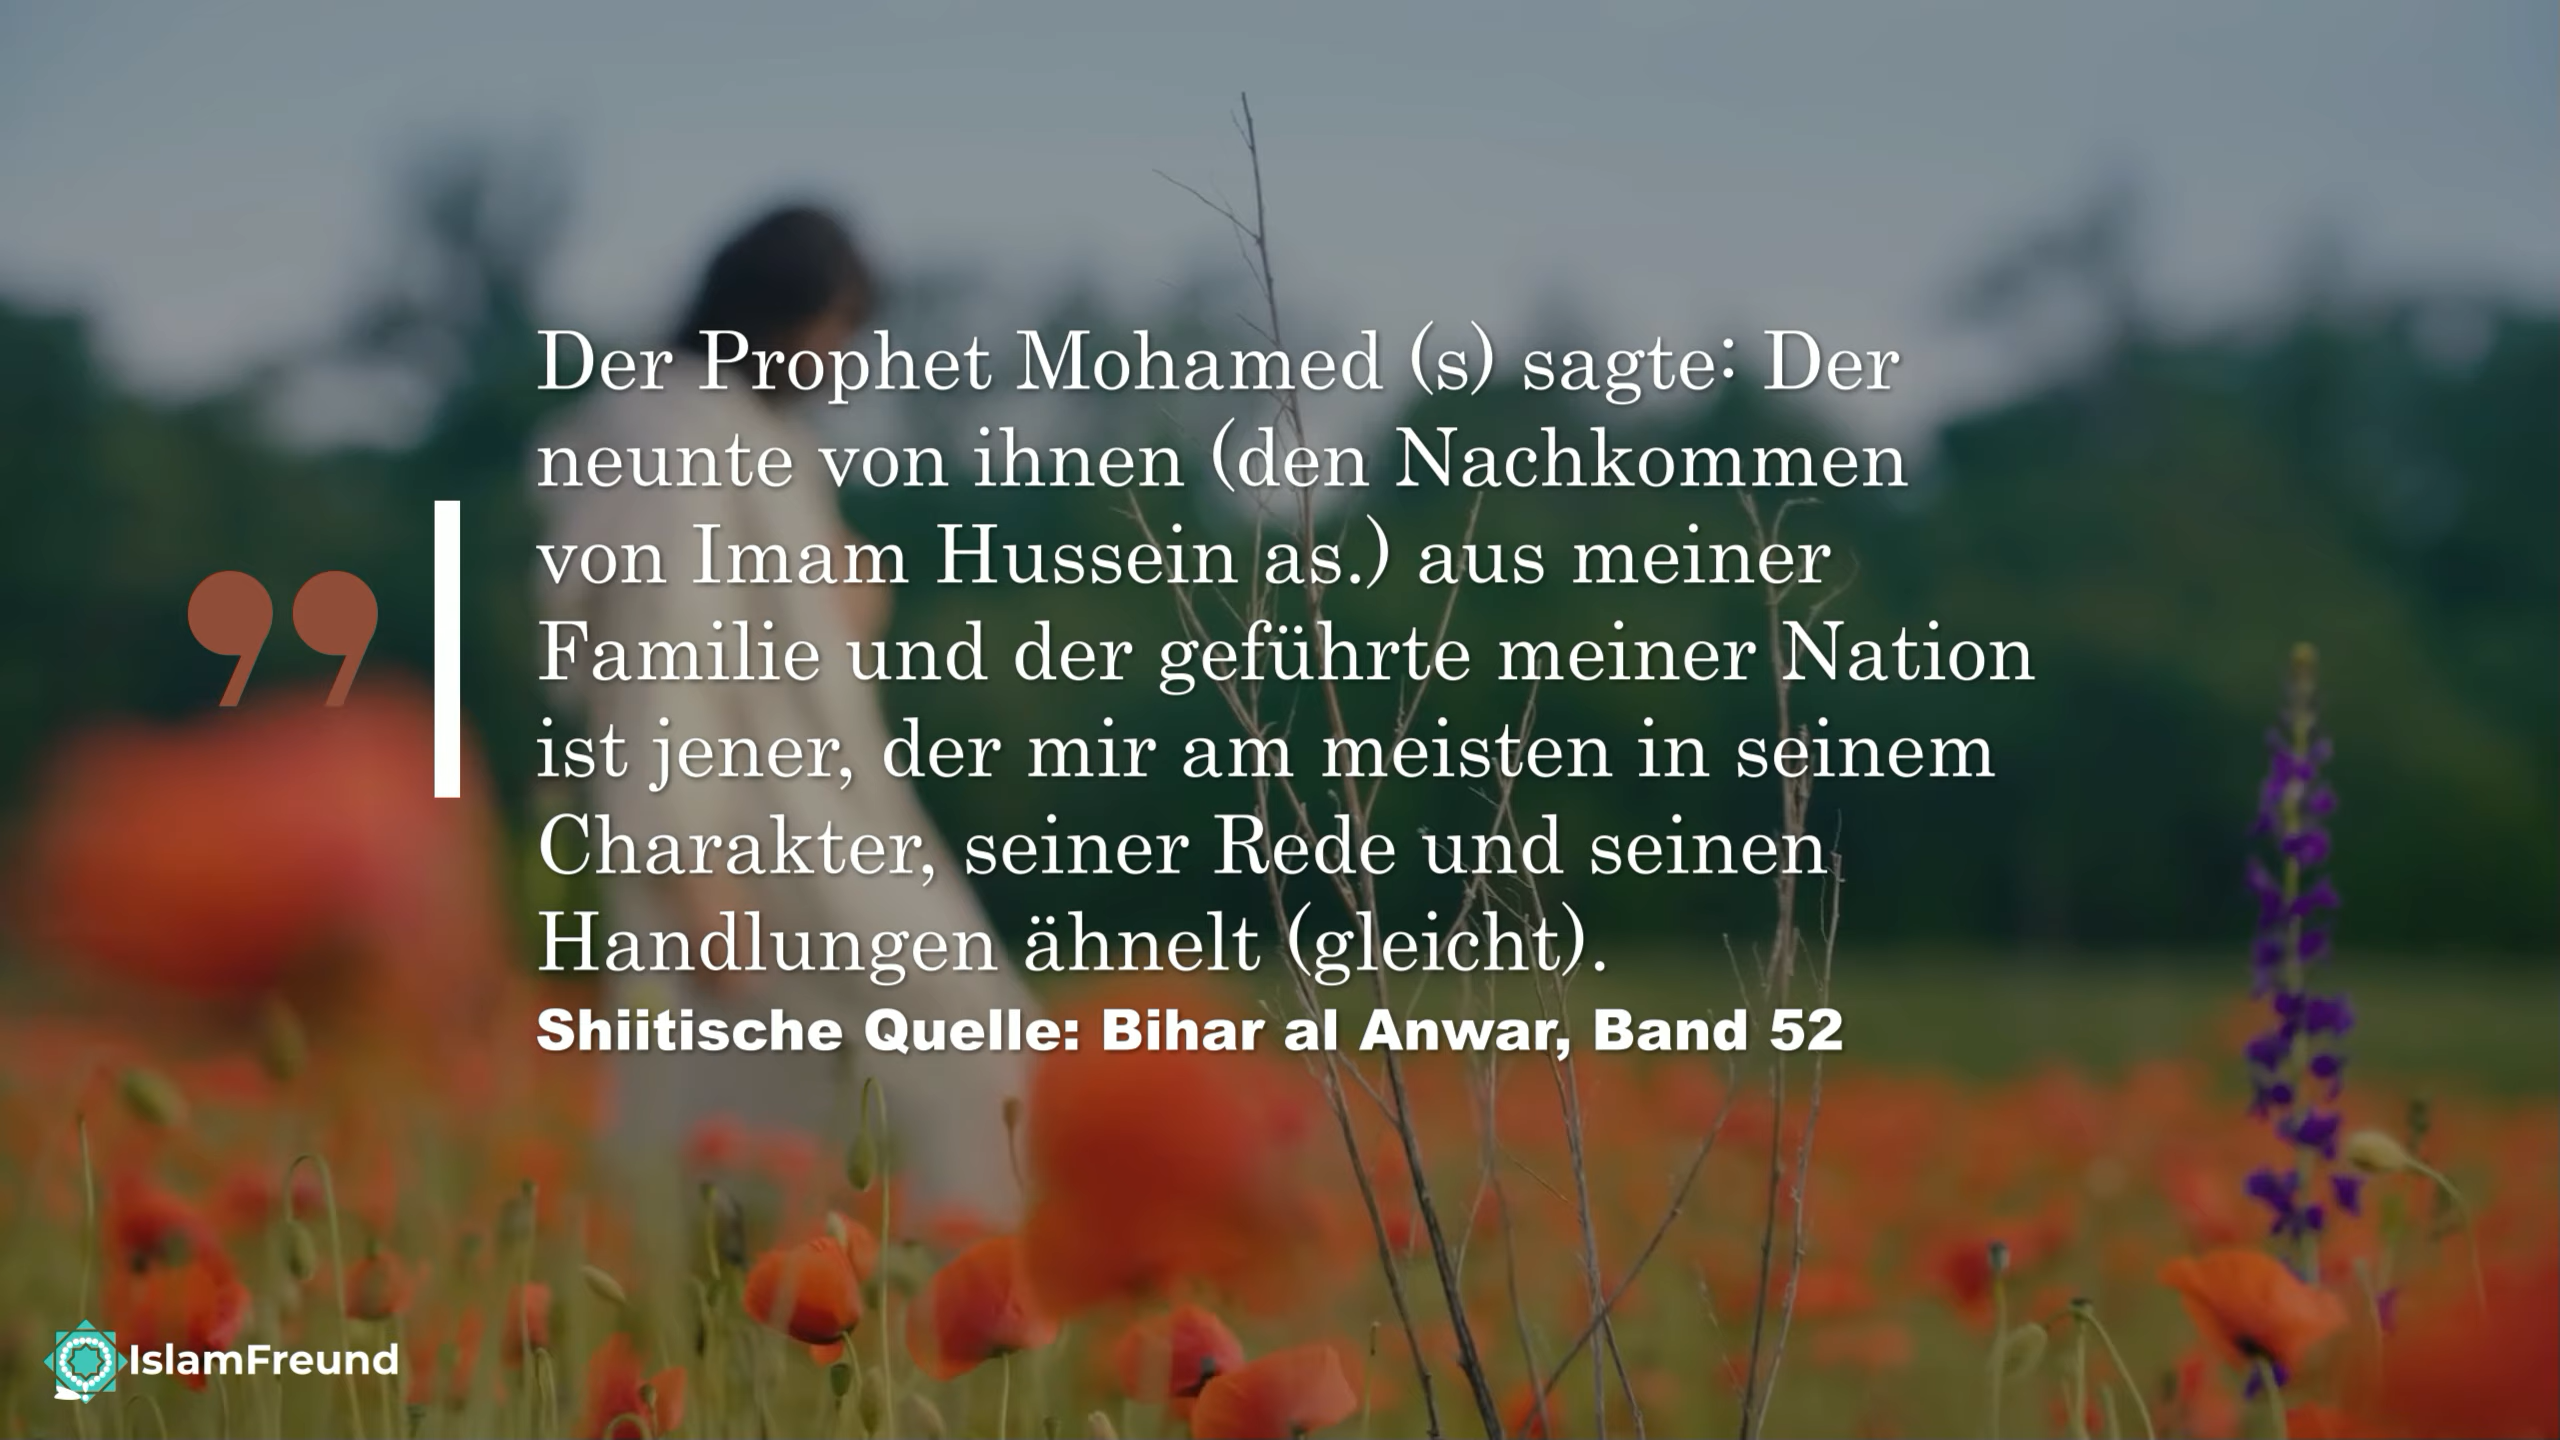 Der Prophet Mohamed (s) sagte: Der
neunte von ihnen (den Nachkommen
von Imam Hussein as.) aus meiner
Familie und der geführte meiner Nation
ist jener, der mir am meisten in seinem
Charakter, seiner Rede und seinen
Handlungen ähnelt (gleicht).
Shiitische Quelle: Bihar al Anwar, Band 52
IslamFreund